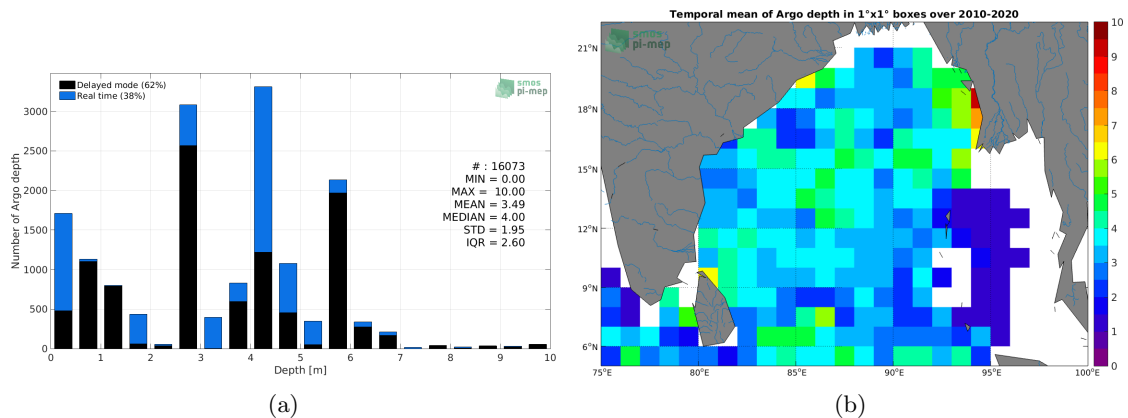 smos
pi-mep
Delayed mode (62%)
Real time (38%)
# : 16073
MIN = 0.00
MAX = 10.00
MEAN = 3.49
MEDIAN = 4.00
STD = 1.95
IQR = 2.60
Number of Argo depth
3000
2500
2000
1500
1000
500
0
0 1 2 3 4 5 6 7 8 9 10
Depth [m]
(a)
Temporal mean of Argo depth in 1°x1° boxes over 2010-2020
smos
pi-mep
21°N
18°N
15°N
12°N
9°N
6°N
75°E 80°E 85°E 90°E 95°E 100°E
10
9
8
7
6
5
4
3
2
1
0
(b)